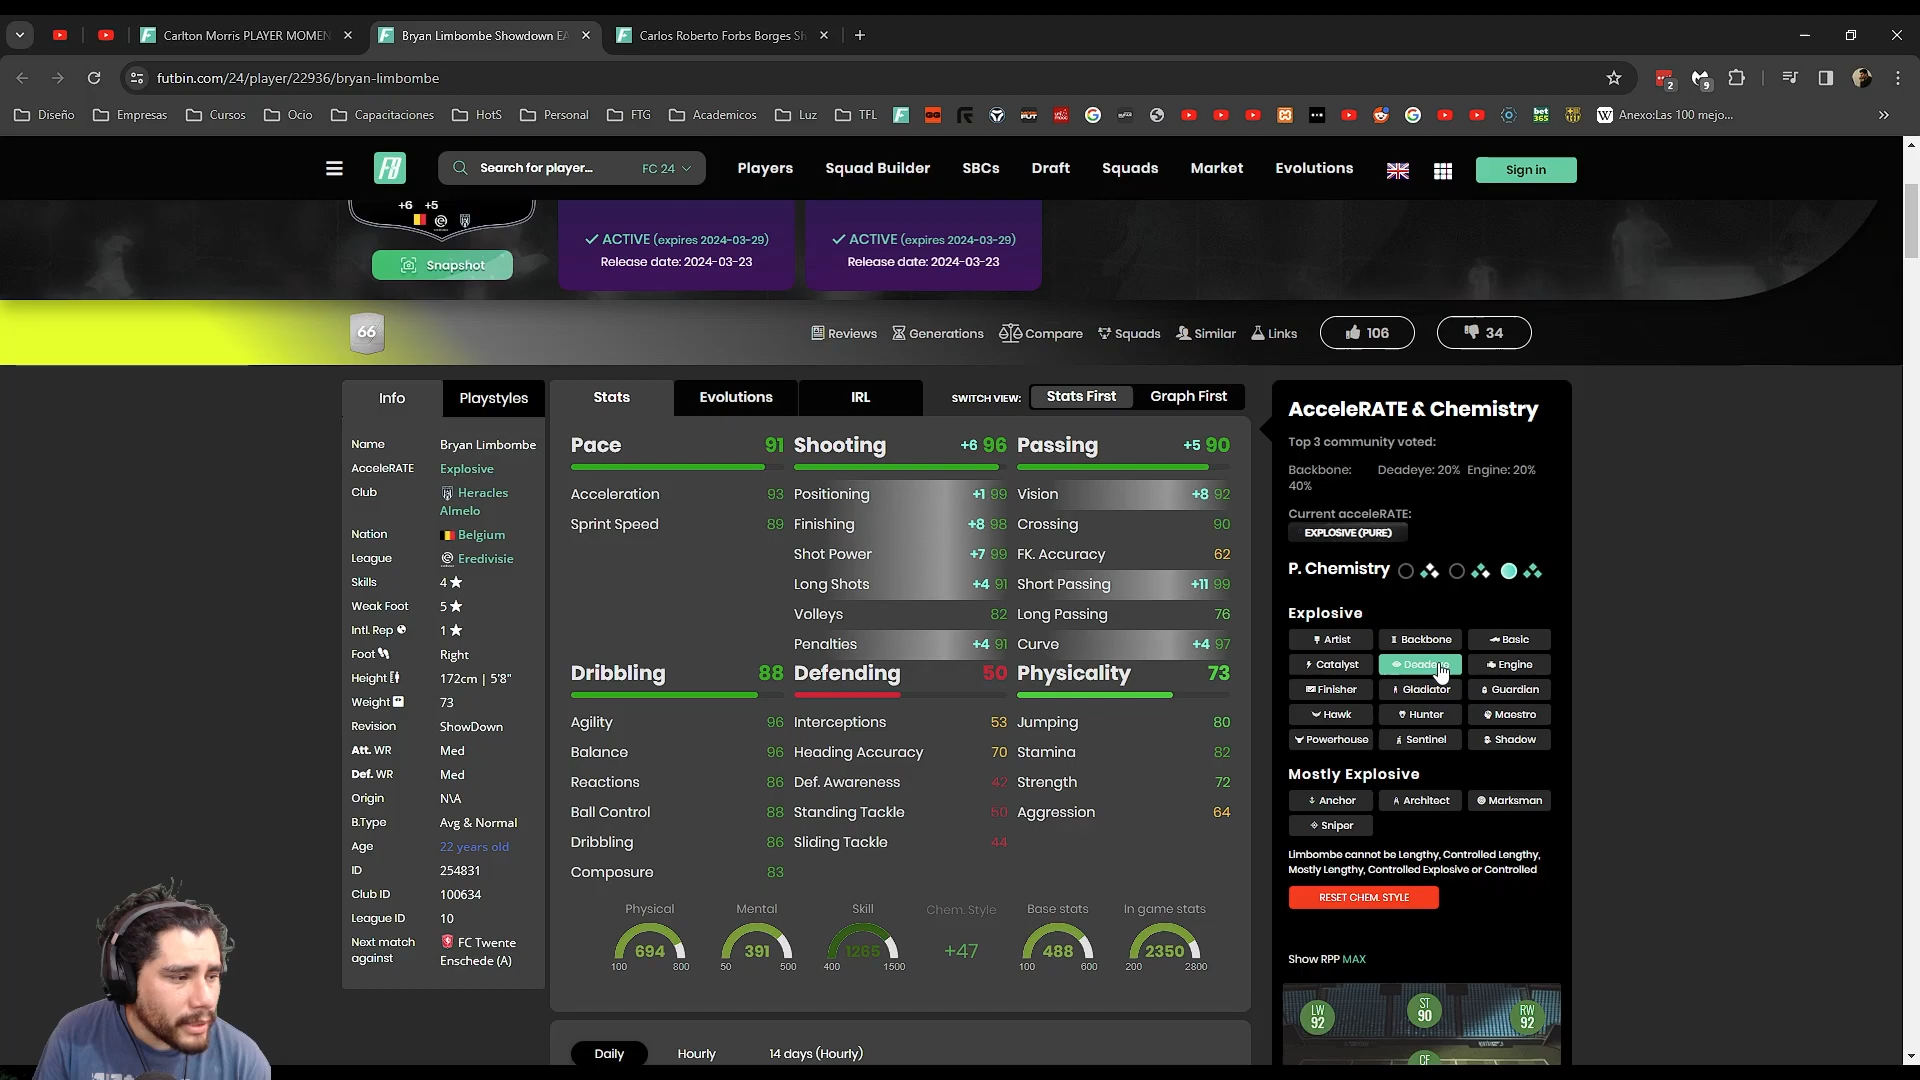 Carlton Morris PLAYER MOMEN
Bryan Limbombe Showdown EA
Carlos Roberto Forbs Borges Sh
futbin.com/24/player/22936/bryan-limbombe
2
9
Diseño Empresas Cursos Ocio Capacitaciones HotS Personal FTG Academicos Luz TFL Anexo:Las 100 mejo...
FB
Search for player... FC 24
Players Squad Builder SBCs Draft Squads Market Evolutions Sign in
+6 +5
Snapshot
ACTIVE (expires 2024-03-29)
Release date: 2024-03-23
ACTIVE (expires 2024-03-29)
Release date: 2024-03-23
66
Reviews Generations Compare Squads Similar Links 106 34
Info Playstyles
Name Bryan Limbombe
AcceleRATE Explosive
Club Heracles
Almelo
Nation Belgium
League Eredivisie
Skills 4
Weak Foot 5
Intl. Rep 1
Foot Right
Height 172cm | 5'8"
Weight 73
Revision ShowDown
Att. WR Med
Def. WR Med
Origin N\A
B.Type Avg & Normal
Age 22 years old
ID 254831
Club ID 100634
League ID 10
Next match
against
FC Twente
Enschede (A)
Stats Evolutions IRL SWITCH VIEW: Stats First Graph First
Pace 91
Acceleration 93
Sprint Speed 89
Shooting +6 96
Positioning +1 99
Finishing +8 98
Shot Power +7 99
Long Shots +4 91
Volleys 82
Penalties +4 91
Passing +5 90
Vision +8 92
Crossing 90
FK. Accuracy 62
Short Passing +11 99
Long Passing 76
Curve +4 97
Dribbling 88
Agility 96
Balance 96
Reactions 86
Ball Control 88
Dribbling 86
Composure 83
Defending 50
Interceptions 53
Heading Accuracy 70
Def. Awareness 42
Standing Tackle 50
Sliding Tackle 44
Physicality 73
Jumping 80
Stamina 82
Strength 72
Aggression 64
Physical Mental Skill Chem. Style Base stats In game stats
694 391 1265 +47 488 2350
100 800 50 500 400 1500 100 600 200 2800
Daily Hourly 14 days (Hourly)
AcceleRATE & Chemistry
Top 3 community voted:
Backbone: Deadeye: 20% Engine: 20%
40%
Current acceleRATE:
EXPLOSIVE (PURE)
P. Chemistry
Explosive
Artist Backbone Basic
Catalyst Deadeye Engine
Finisher Gladiator Guardian
Hawk Hunter Maestro
Powerhouse Sentinel Shadow
Mostly Explosive
Anchor Architect Marksman
Sniper
Limbombe cannot be Lengthy, Controlled Lengthy,
Mostly Lengthy, Controlled Explosive or Controlled
RESET CHEM. STYLE
Show RPP MAX
LW
92
ST
90
RW
92
CF